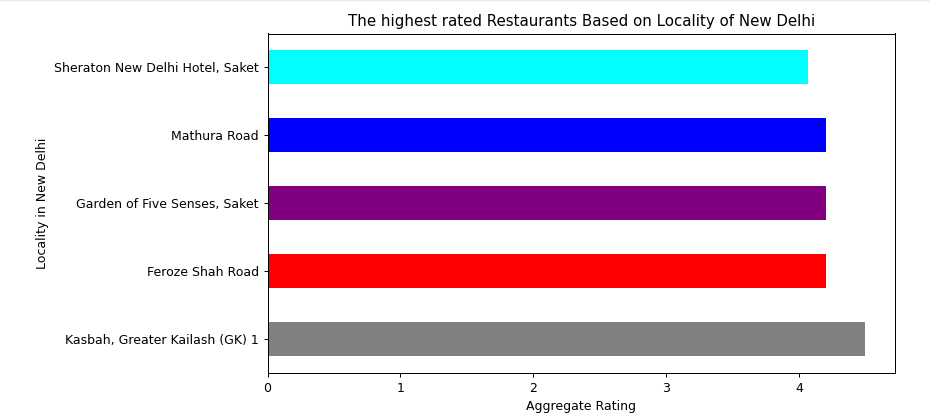 The highest rated Restaurants Based on Locality of New Delhi
Locality in New Delhi
Sheraton New Delhi Hotel, Saket
Mathura Road
Garden of Five Senses, Saket
Feroze Shah Road
Kasbah, Greater Kailash (GK) 1
0 1 2 3 4
Aggregate Rating